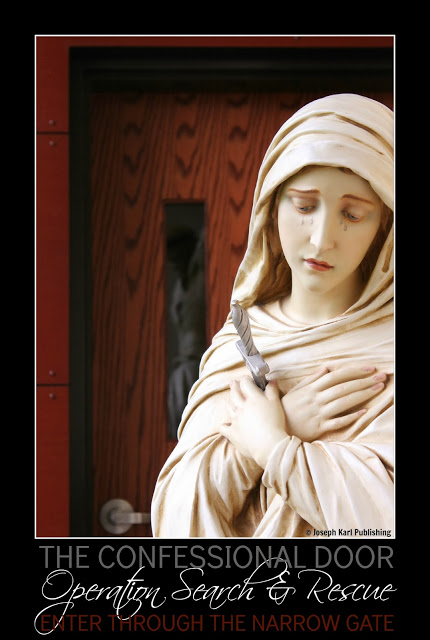 © Joseph Karl Publishing
THE CONFESSIONAL DOOR
Operation Search & Rescue
ENTER THROUGH THE NARROW GATE